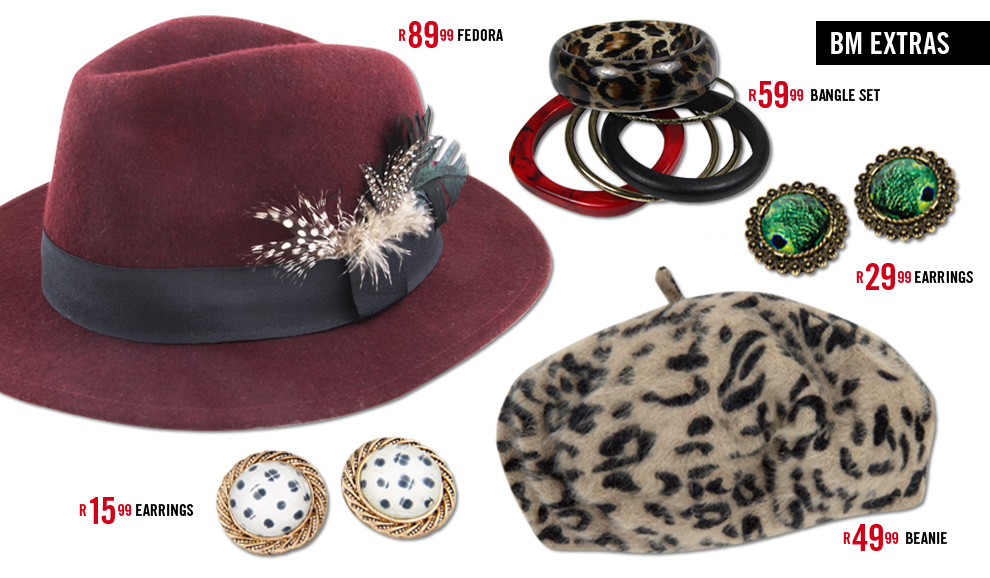 R8999 FEDORA
BM EXTRAS
R5999 BANGLE SET
R2999 EARRINGS
R1599 EARRINGS
R4999 BEANIE